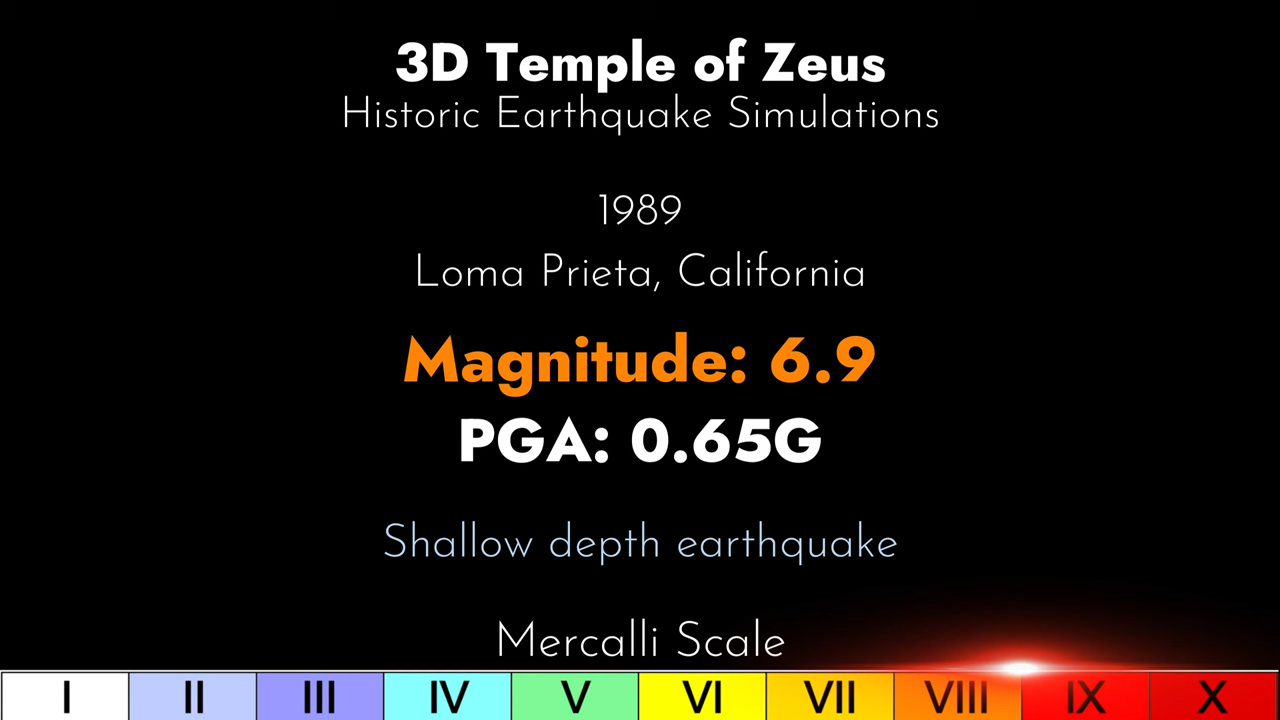 3D Temple of Zeus
Historic Earthquake Simulations
1989
Loma Prieta, California
Magnitude: 6.9
PGA: 0.65G
Shallow depth earthquake
Mercalli Scale
I II III IV V VI VII VIII IX X